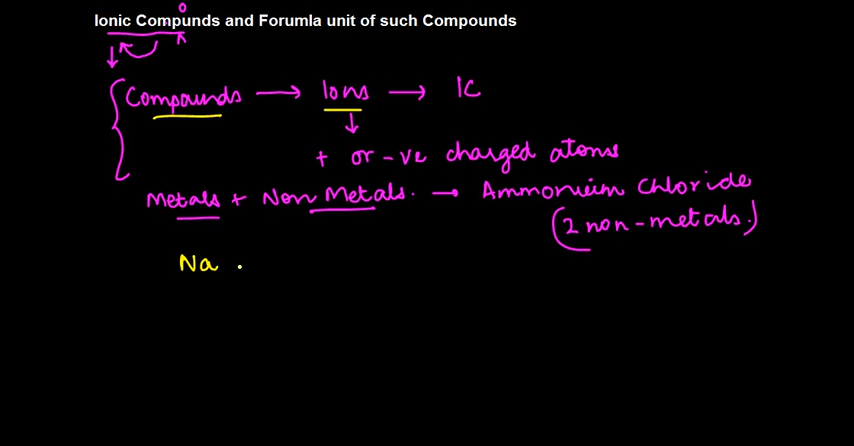 Ionic Compunds and Forumla unit of such Compounds
o
Compounds → Ions → IC
+ or -ve charged atoms
Metals + Non Metals. → Ammonium Chloride
(2 non-metals.)
Na .